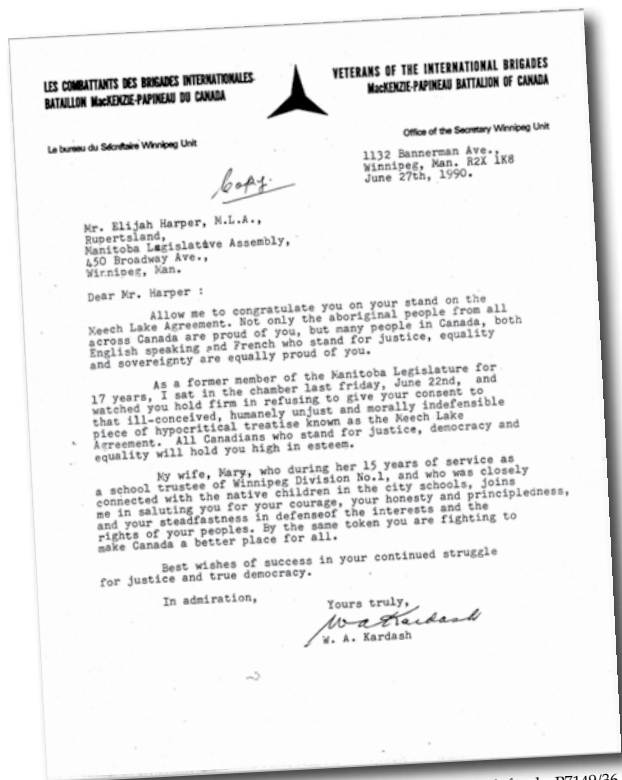 LES COMBATTANTS DES BRIGADES INTERNATIONALES
BATAILLON MacKENZIE-PAPINEAU DU CANADA
VETERANS OF THE INTERNATIONAL BRIGADES
MacKENZIE-PAPINEAU BATTALION OF CANADA
Le bureau du Sécrétaire Winnipeg Unit
Office of the Secretary Winnipeg Unit
1132 Bannerman Ave.,
Winnipeg, Man. R2X 1K8
June 27th, 1990.
Copy.
Mr. Elijah Harper, M.L.A.,
Rupertsland,
Manitoba Legislative Assembly,
450 Broadway Ave.,
Winnipeg, Man.
Dear Mr. Harper :
Allow me to congratulate you on your stand on the
Meech Lake Agreement. Not only the aboriginal people from all
across Canada are proud of you, but many people in Canada, both
English speaking and French who stand for justice, equality
and sovereignty are equally proud of you.
As a former member of the Manitoba Legislature for
17 years, I sat in the chamber last friday, June 22nd, and
watched you hold firm in refusing to give your consent to
that ill-conceived, humanely unjust and morally indefensible
piece of hypocritical treatise known as the Meech Lake
Agreement. All Canadians who stand for justice, democracy and
equality will hold you high in esteem.
My wife, Mary, who during her 15 years of service as
a school trustee of Winnipeg Division No.1, and who was closely
connected with the native children in the city schools, joins
me in saluting you for your courage, your honesty and principledness,
and your steadfastness in defenseof the interests and the
rights of your peoples. By the same token you are fighting to
make Canada a better place for all.
Best wishes of success in your continued struggle
for justice and true democracy.
In admiration,
Yours truly,
W A Kardash
W. A. Kardash
P7149/36